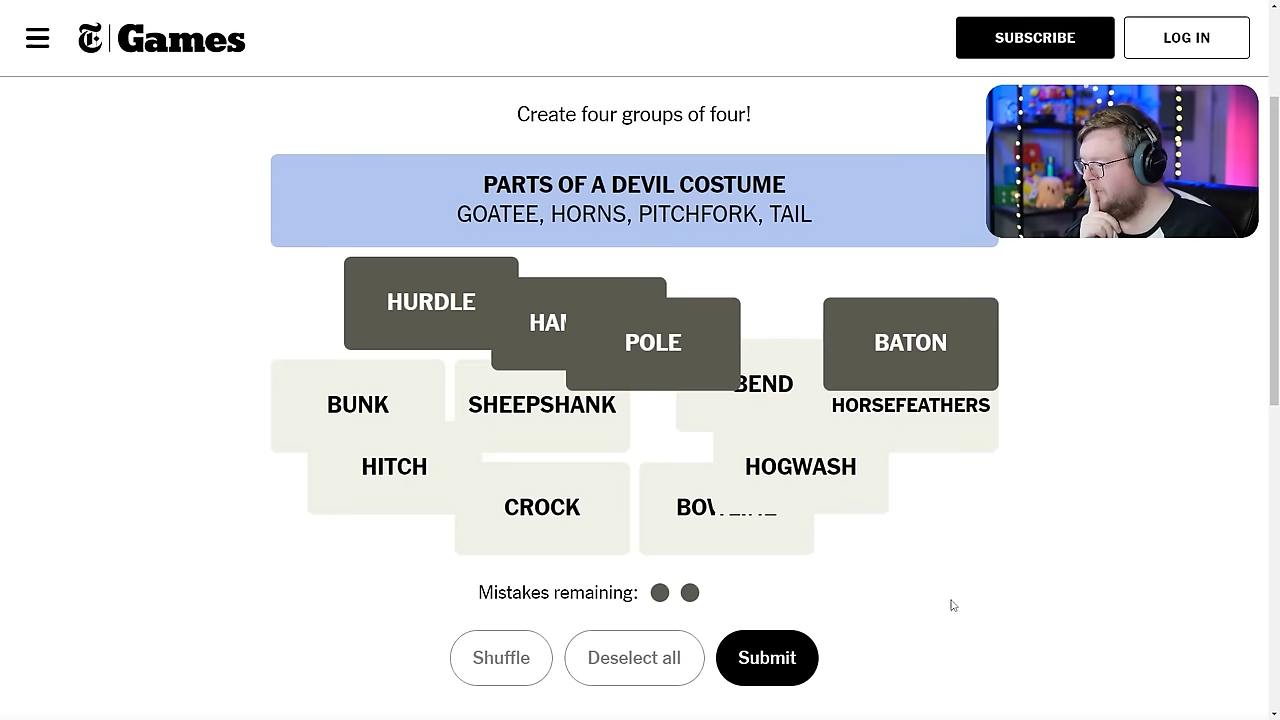 Games
SUBSCRIBE
LOG IN
Create four groups of four!
PARTS OF A DEVIL COSTUME
GOATEE, HORNS, PITCHFORK, TAIL
HURDLE
POLE
BATON
BEND
BUNK
SHEEPSHANK
HORSEFEATHERS
HITCH
HOGWASH
CROCK
Mistakes remaining:
Shuffle
Deselect all
Submit